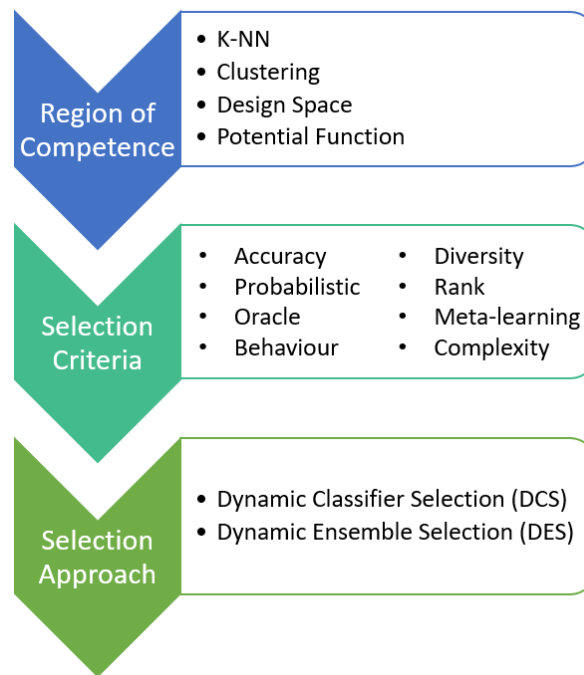 Region of
Competence
• K-NN
• Clustering
• Design Space
• Potential Function
Selection
Criteria
• Accuracy
• Probabilistic
• Oracle
• Behaviour
• Diversity
• Rank
• Meta-learning
• Complexity
Selection
Approach
• Dynamic Classifier Selection (DCS)
• Dynamic Ensemble Selection (DES)